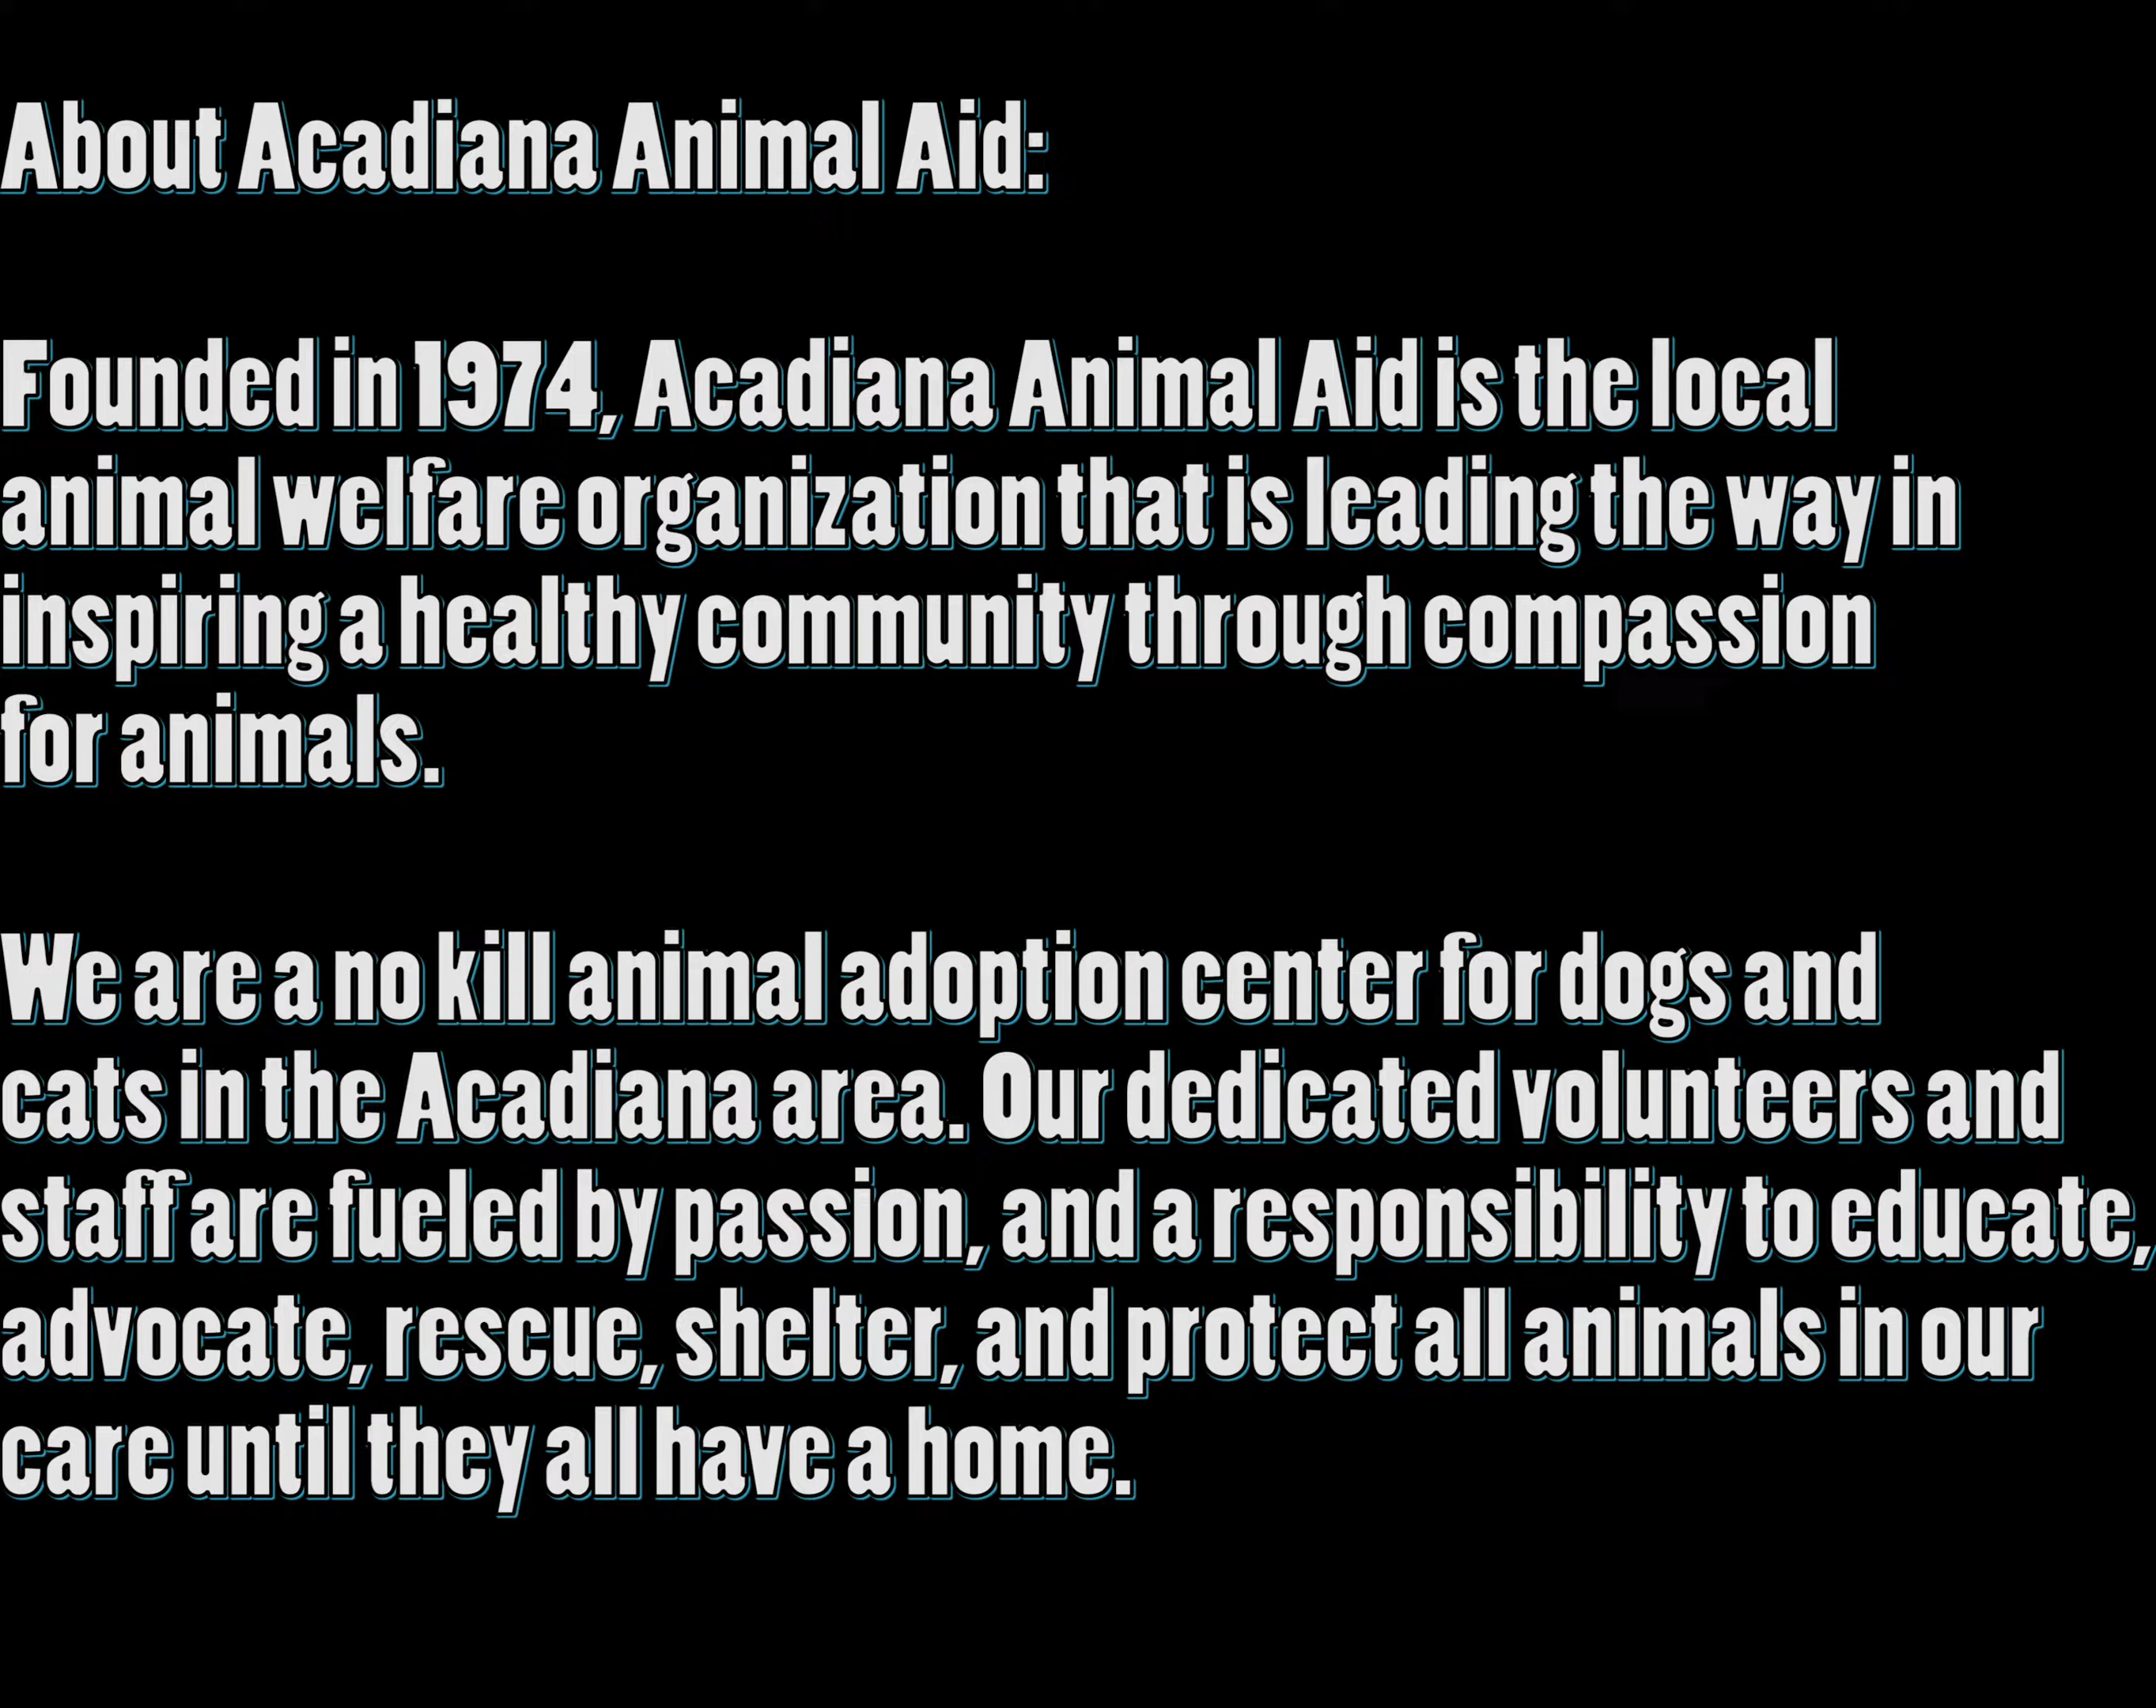 About Acadiana Animal Aid:
Founded in 1974, Acadiana Animal Aid is the local
animal welfare organization that is leading the way in
inspiring a healthy community through compassion
for animals.
We are a no kill animal adoption center for dogs and
cats in the Acadiana area. Our dedicated volunteers and
staff are fueled by passion, and a responsibility to educate,
advocate, rescue, shelter, and protect all animals in our
care until they all have a home.